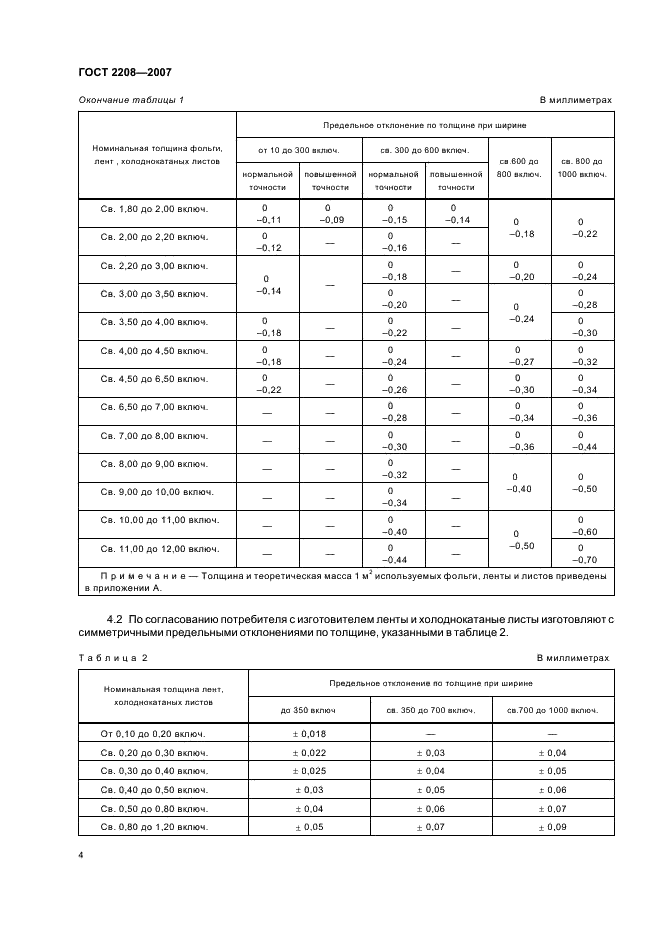 ГОСТ 2208—2007
Окончание таблицы 1 В миллиметрах
Номинальная толщина фольги, лент , холоднокатаных листов
Предельное отклонение по толщине при ширине
от 10 до 300 включ. св. 300 до 600 включ. св.600 до 800 включ. св. 800 до 1000 включ.
нормальной точности повышенной точности нормальной точности повышенной точности
Св. 1,80 до 2,00 включ. 0 –0,11 0 –0,09 0 –0,15 0 –0,14 0 –0,18 0 –0,22
Св. 2,00 до 2,20 включ. 0 –0,12 — 0 –0,16 —
Св. 2,20 до 3,00 включ. 0 –0,14 — 0 –0,18 — 0 –0,20 0 –0,24
Св. 3,00 до 3,50 включ. 0 –0,20 — 0 –0,24 0 –0,28
Св. 3,50 до 4,00 включ. 0 –0,18 — 0 –0,22 — 0 –0,30
Св. 4,00 до 4,50 включ. 0 –0,18 — 0 –0,24 — 0 –0,27 0 –0,32
Св. 4,50 до 6,50 включ. 0 –0,22 — 0 –0,26 — 0 –0,30 0 –0,34
Св. 6,50 до 7,00 включ. — — 0 –0,28 — 0 –0,34 0 –0,36
Св. 7,00 до 8,00 включ. — — 0 –0,30 — 0 –0,36 0 –0,44
Св. 8,00 до 9,00 включ. — — 0 –0,32 — 0 –0,40 0 –0,50
Св. 9,00 до 10,00 включ. — — 0 –0,34 —
Св. 10,00 до 11,00 включ. — — 0 –0,40 — 0 –0,50 0 –0,60
Св. 11,00 до 12,00 включ. — — 0 –0,44 — 0 –0,70
Примечание — Толщина и теоретическая масса 1 м² используемых фольги, ленты и листов приведены
в приложении А.
4.2 По согласованию потребителя с изготовителем ленты и холоднокатаные листы изготовляют с
симметричными предельными отклонениями по толщине, указанными в таблице 2.
Таблица 2 В миллиметрах
Номинальная толщина лент, холоднокатаных листов
Предельное отклонение по толщине при ширине
до 350 включ св. 350 до 700 включ. св.700 до 1000 включ.
От 0,10 до 0,20 включ. ± 0,018 — —
Св. 0,20 до 0,30 включ. ± 0,022 ± 0,03 ± 0,04
Св. 0,30 до 0,40 включ. ± 0,025 ± 0,04 ± 0,05
Св. 0,40 до 0,50 включ. ± 0,03 ± 0,05 ± 0,06
Св. 0,50 до 0,80 включ. ± 0,04 ± 0,06 ± 0,07
Св. 0,80 до 1,20 включ. ± 0,05 ± 0,07 ± 0,09
4